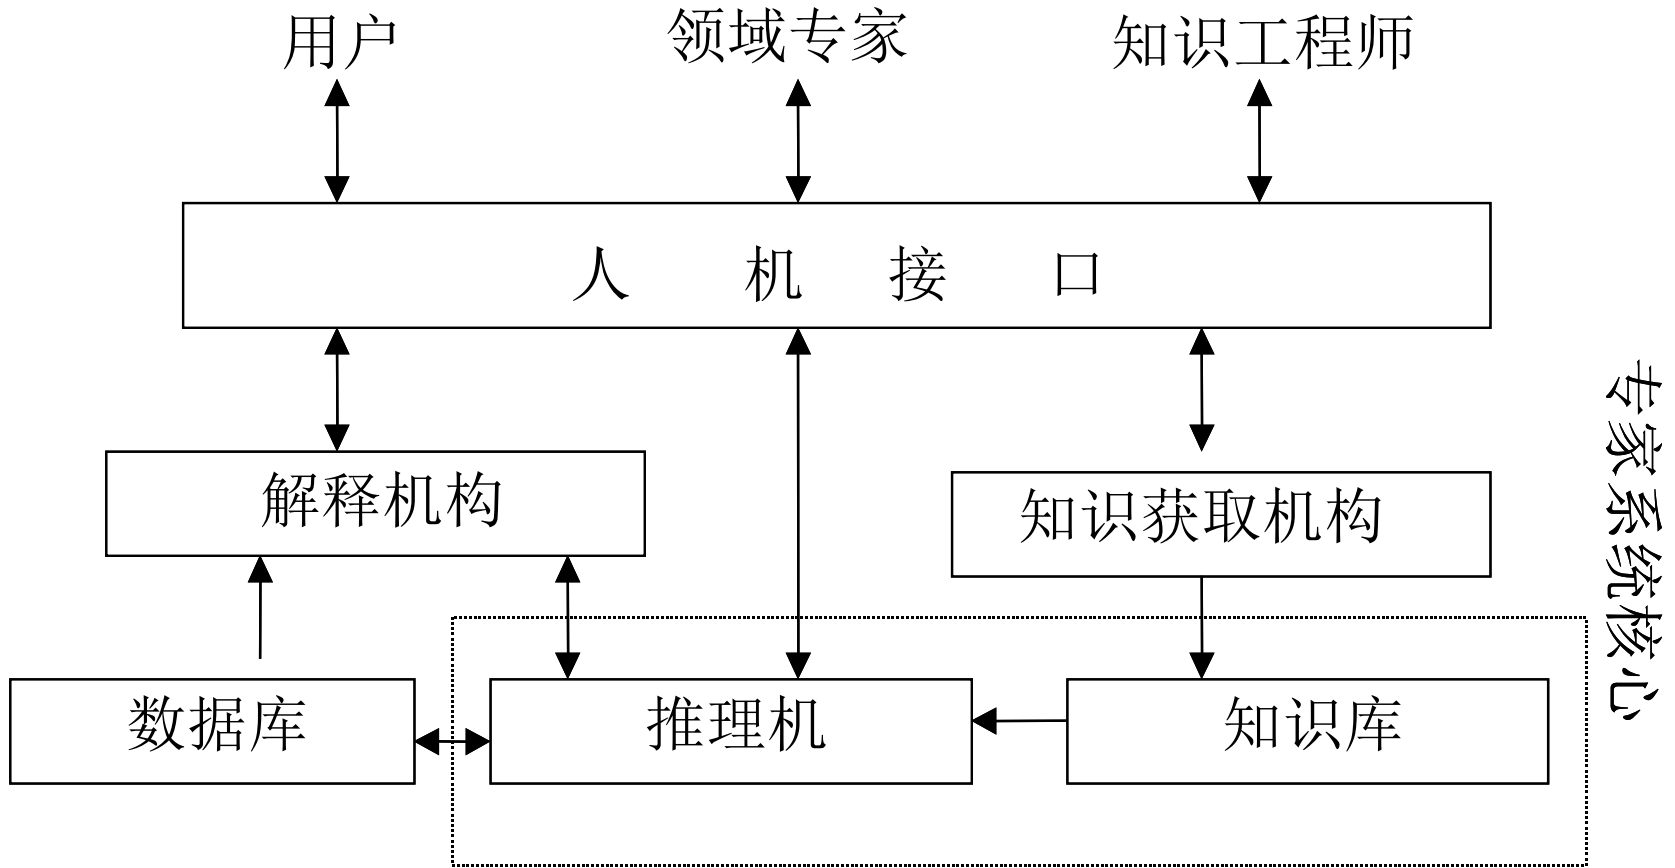 用户
领域专家
知识工程师
人 机 接 口
解释机构
知识获取机构
专家系统核心
数据库
推理机
知识库